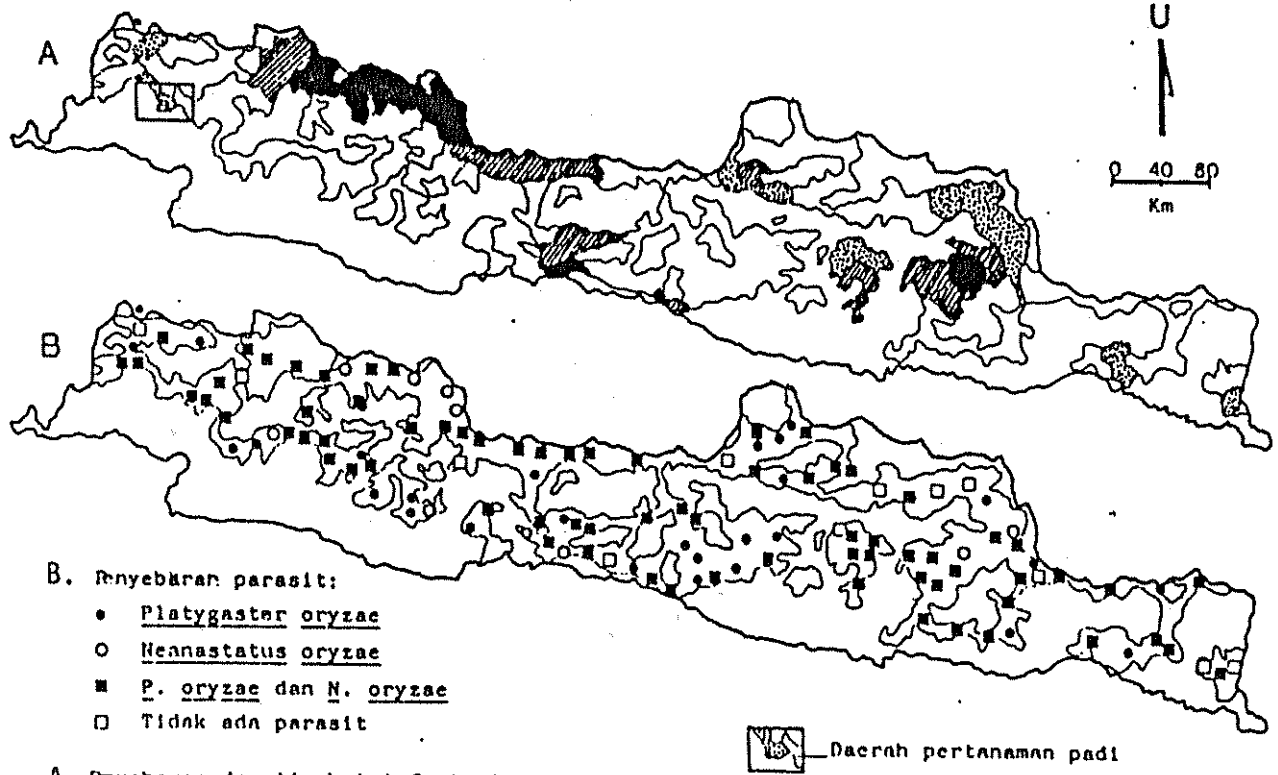 A
U
0 40 80
Km
B
B. Penyebaran parasit:
Platygaster oryzae
Neanastatus oryzae
P. oryzae dan N. oryzae
Tidak ada parasit
Daerah pertanaman padi
A.